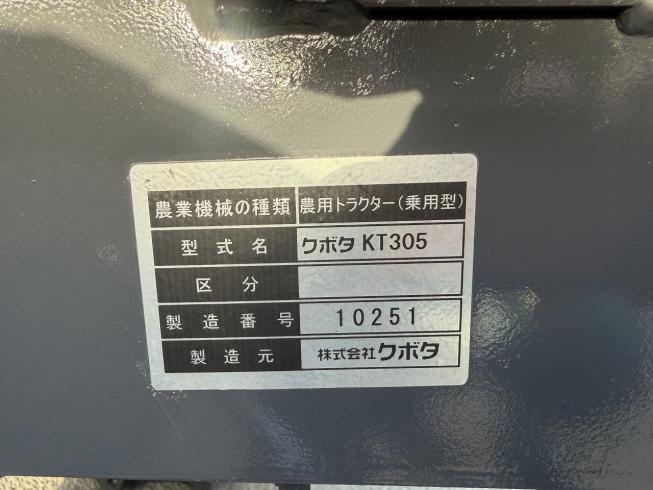 農業機械の種類 農用トラクター(乗用型)
型式名 クボタ KT305
区分
製造番号 10251
製造元 株式会社クボタ